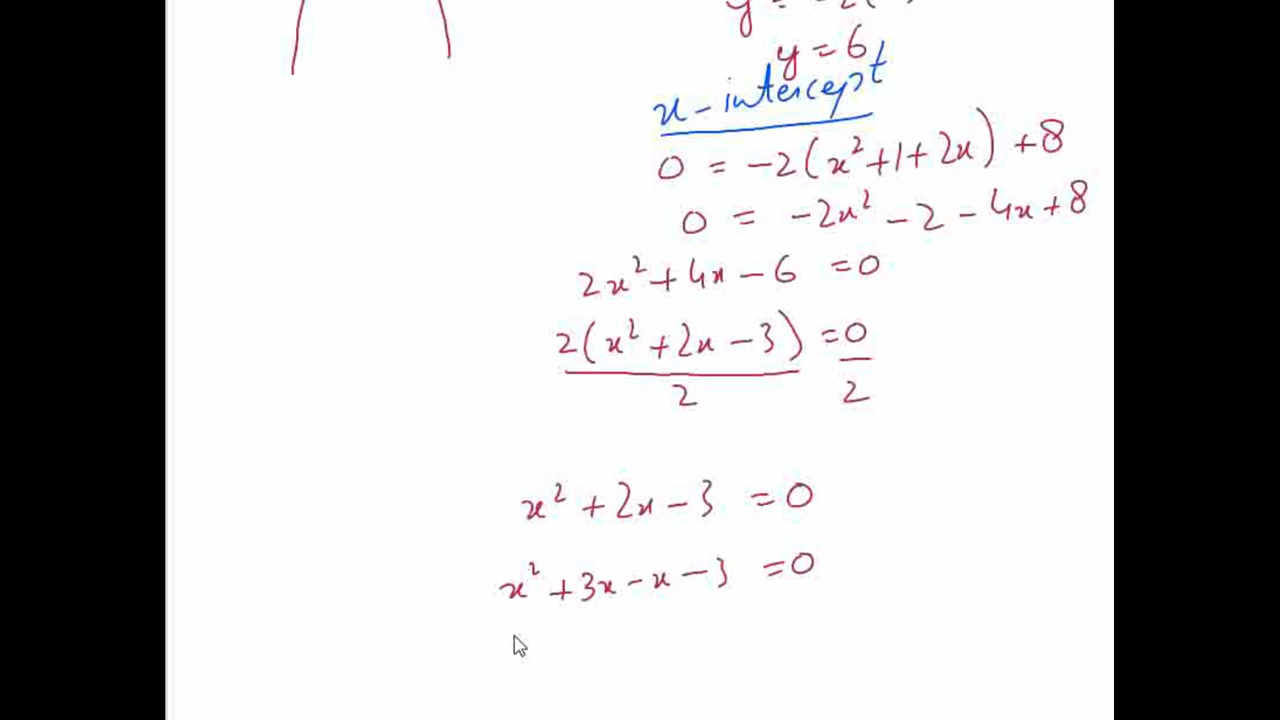 y = -2(
y = 6
x - intercept
0 = -2(x² + 1 + 2x) + 8
0 = -2x² - 2 - 4x + 8
2x² + 4x - 6 = 0
2(x² + 2x - 3) = 0
2 2
x² + 2x - 3 = 0
x² + 3x - x - 3 = 0